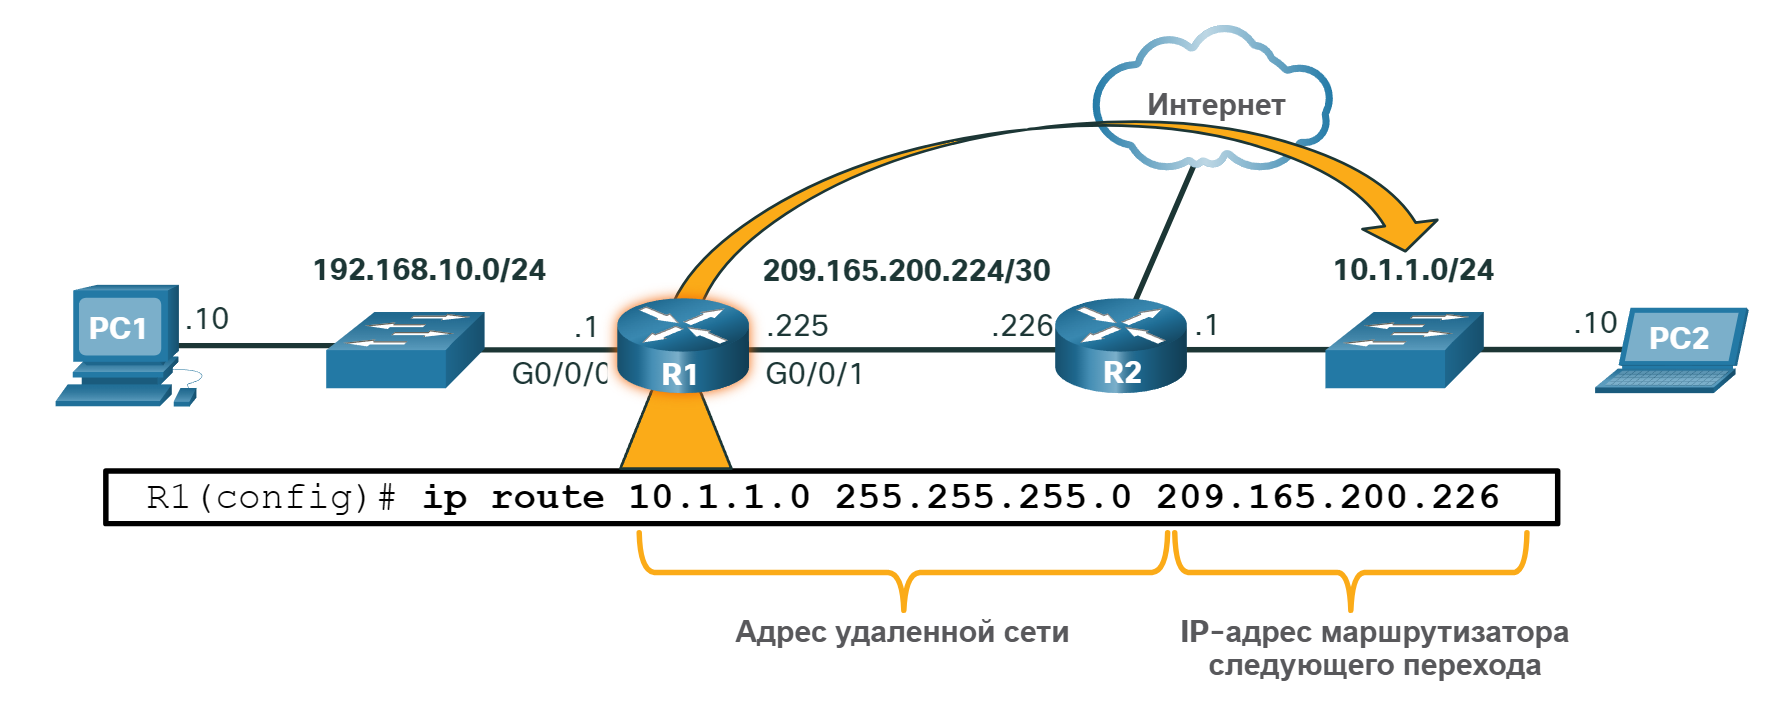 Интернет
192.168.10.0/24
209.165.200.224/30
10.1.1.0/24
PC1
.10
.1
.225
.226
.1
.10
PC2
G0/0/0
R1
G0/0/1
R2
R1(config)# ip route 10.1.1.0 255.255.255.0 209.165.200.226
Адрес удаленной сети
IP-адрес маршрутизатора
следующего перехода